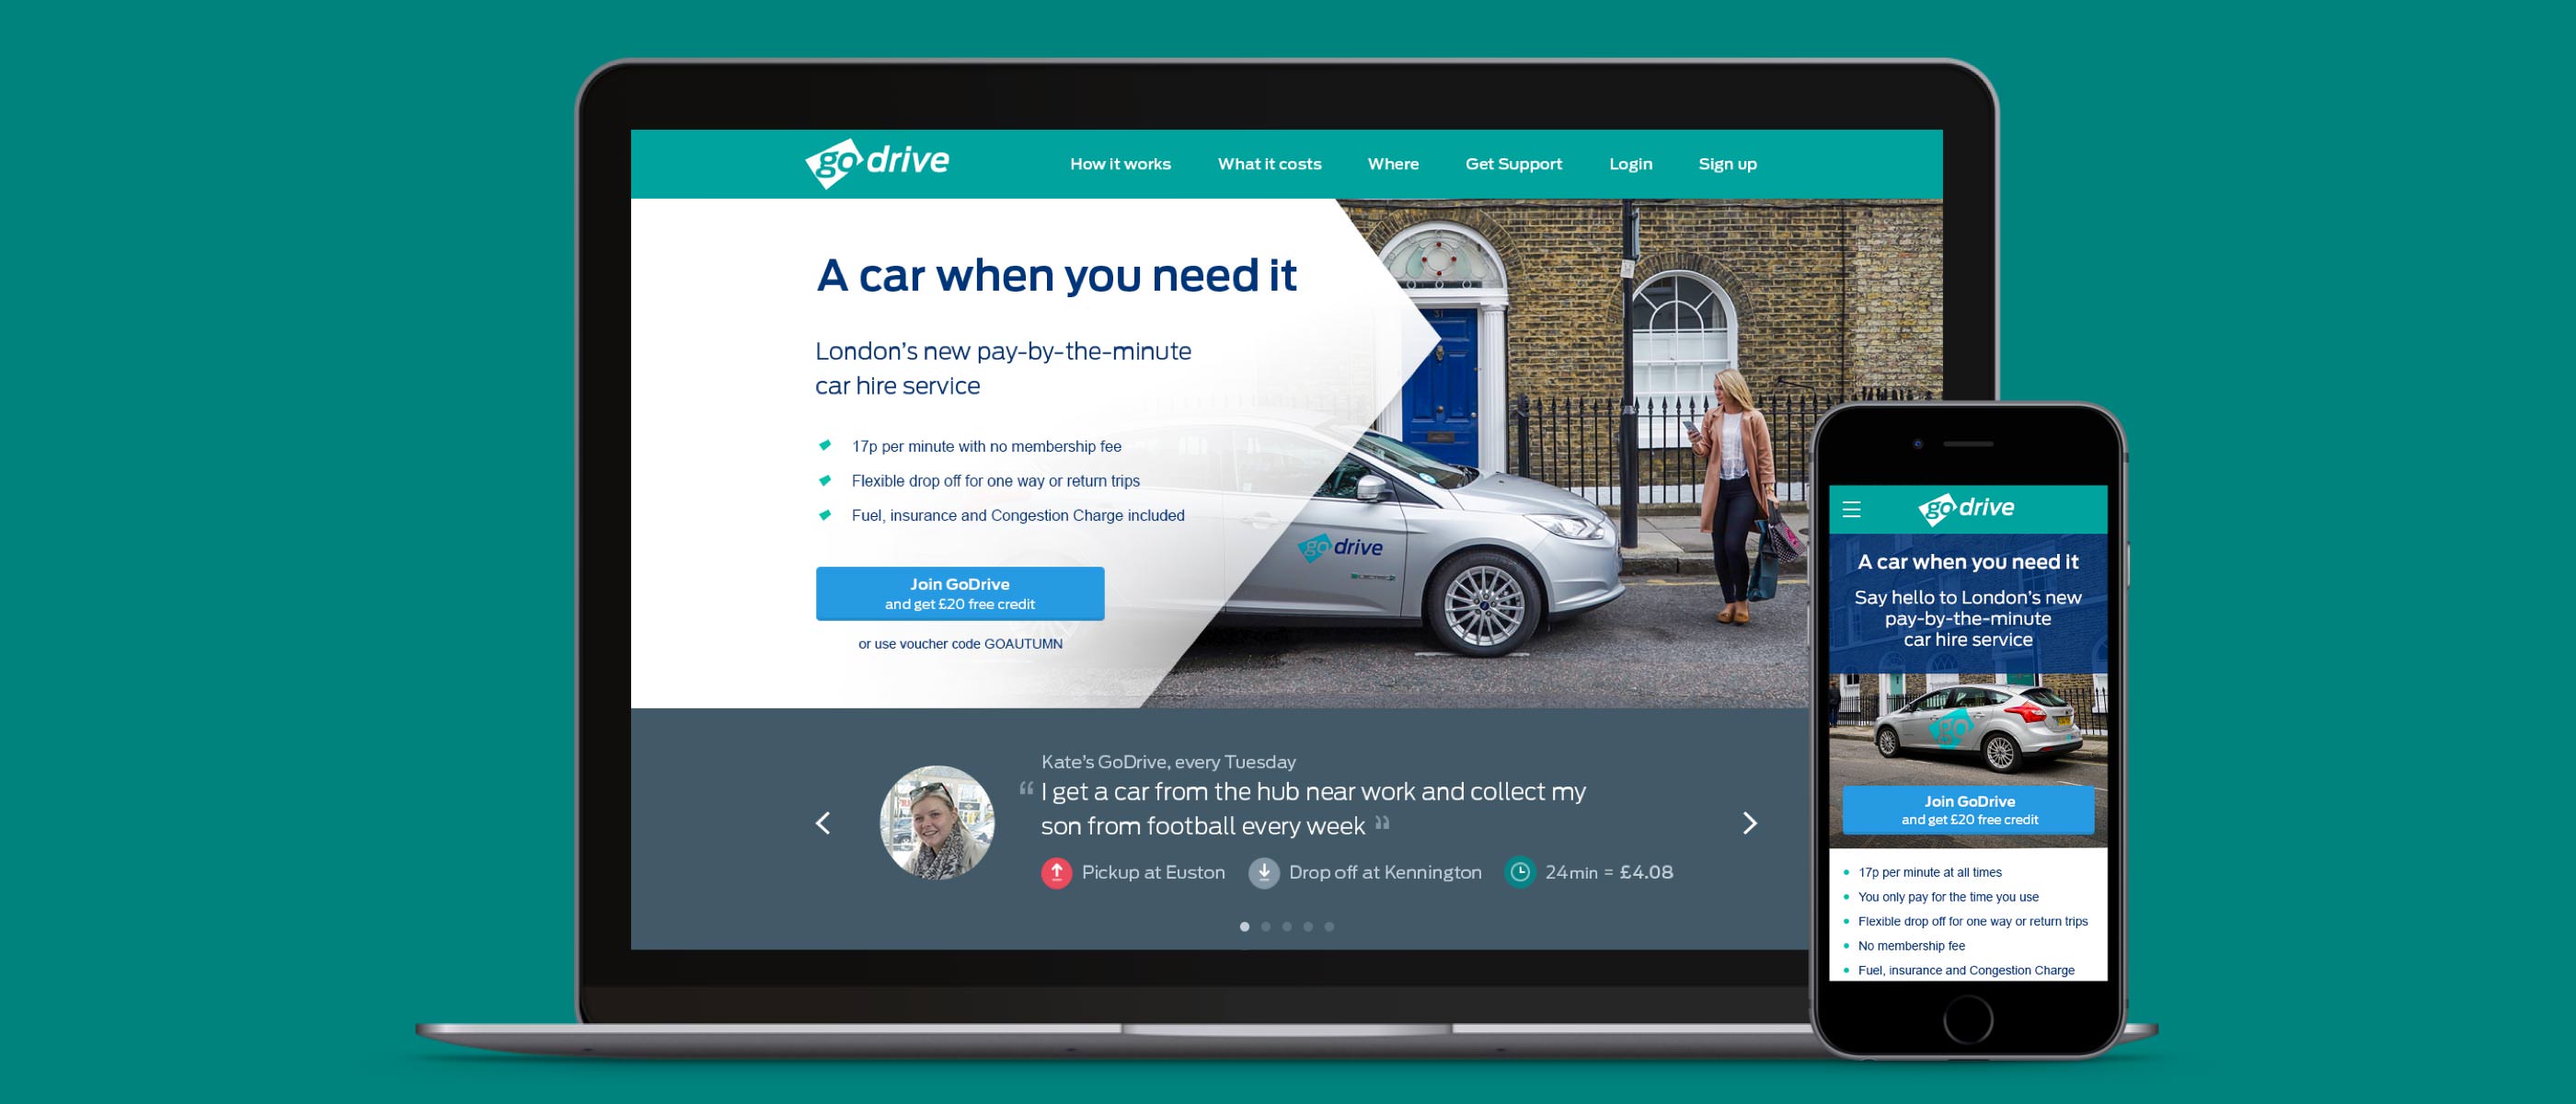 go drive
How it works What it costs Where Get Support Login Sign up
A car when you need it
London's new pay-by-the-minute
car hire service
17p per minute with no membership fee
Flexible drop off for one way or return trips
Fuel, insurance and Congestion Charge included
Join GoDrive
and get £20 free credit
or use voucher code GOAUTUMN
31
go drive
ELECTRIC
Kate's GoDrive, every Tuesday
“ I get a car from the hub near work and collect my
son from football every week ”
Pickup at Euston Drop off at Kennington 24min = £4.08
go drive
A car when you need it
Say hello to London's new
pay-by-the-minute
car hire service
go
Join GoDrive
and get £20 free credit
17p per minute at all times
You only pay for the time you use
Flexible drop off for one way or return trips
No membership fee
Fuel, insurance and Congestion Charge